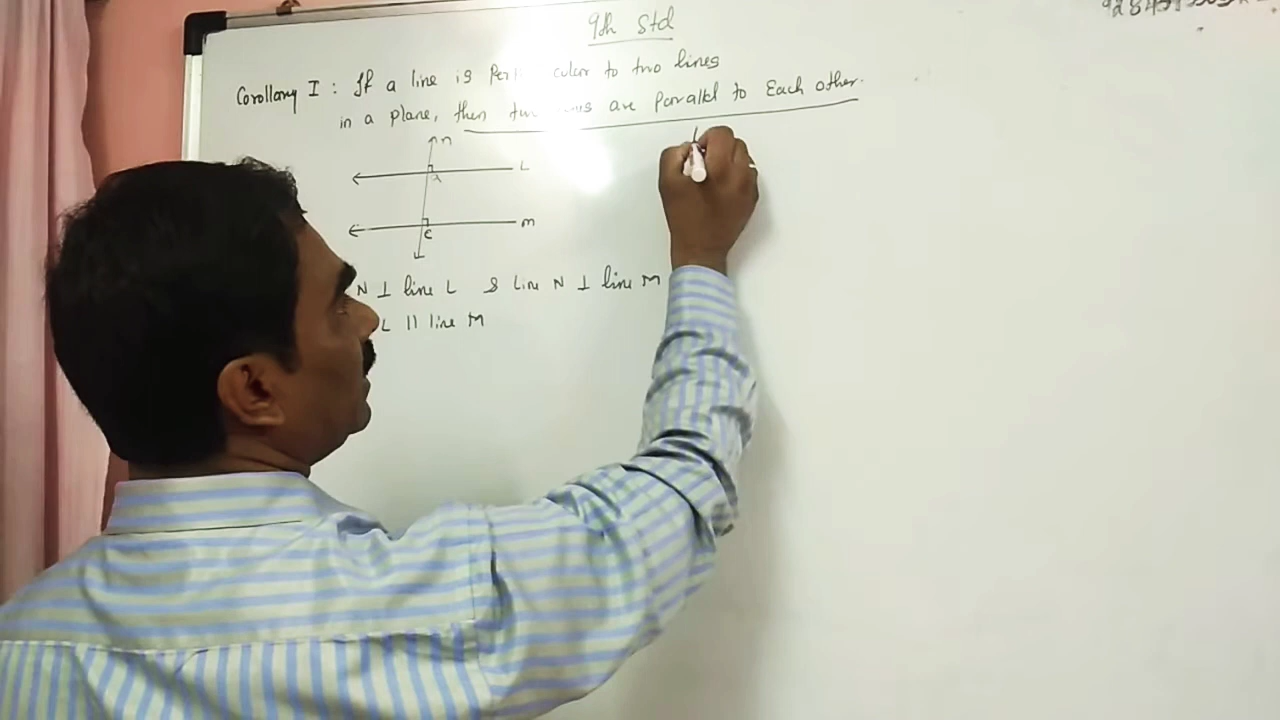 9th Std
Corollary I : If a line is to two lines
in a plane, then are parallel to Each other.
n
L
A
m
C
N ⊥ line L & Line N ⊥ line M
L || line M